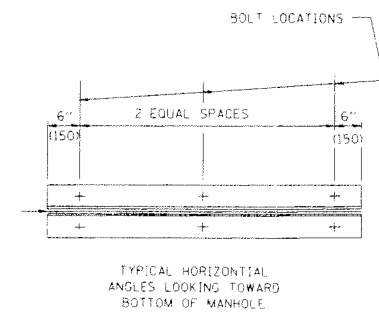 BOLT LOCATIONS
6" 2 EQUAL SPACES 6"
(150) (150)
TYPICAL HORIZONTIAL
ANGLES LOOKING TOWARD
BOTTOM OF MANHOLE